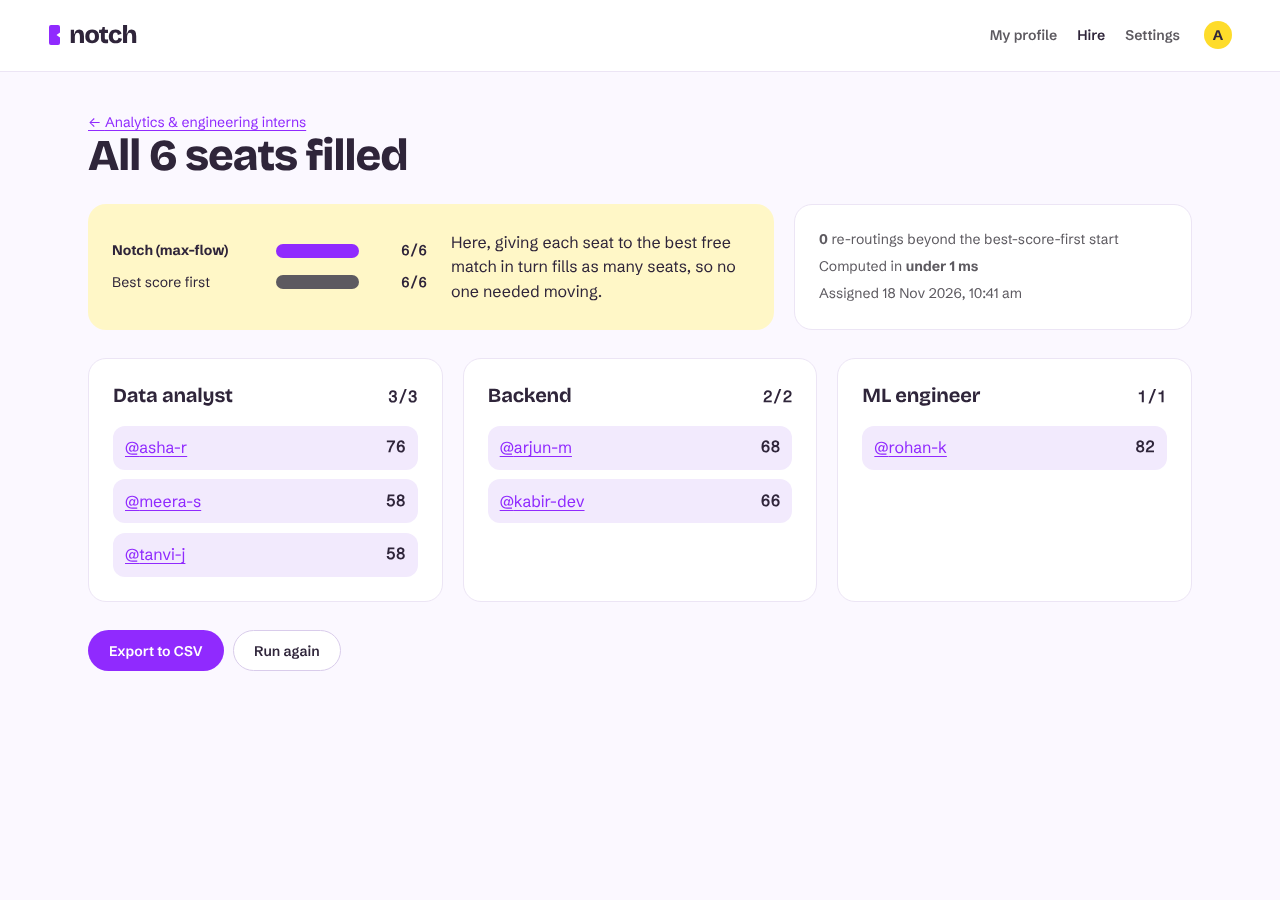 notch
My profile
Hire
Settings
A
← Analytics & engineering interns
All 6 seats filled
Notch (max-flow) 6/6
Best score first 6/6
Here, giving each seat to the best free
match in turn fills as many seats, so no
one needed moving.
0 re-routings beyond the best-score-first start
Computed in under 1 ms
Assigned 18 Nov 2026, 10:41 am
Data analyst 3/3
@asha-r 76
@meera-s 58
@tanvi-j 58
Backend 2/2
@arjun-m 68
@kabir-dev 66
ML engineer 1/1
@rohan-k 82
Export to CSV
Run again